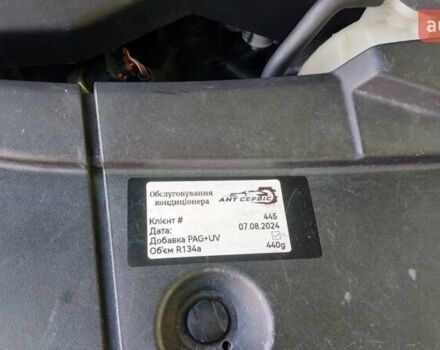 Обслуговування
кондиціонера
АНТ СЕРВІС
Клієнт # 445
Дата: 07.08.2024
Добавка PAG+UV
Об'єм R134a 440g